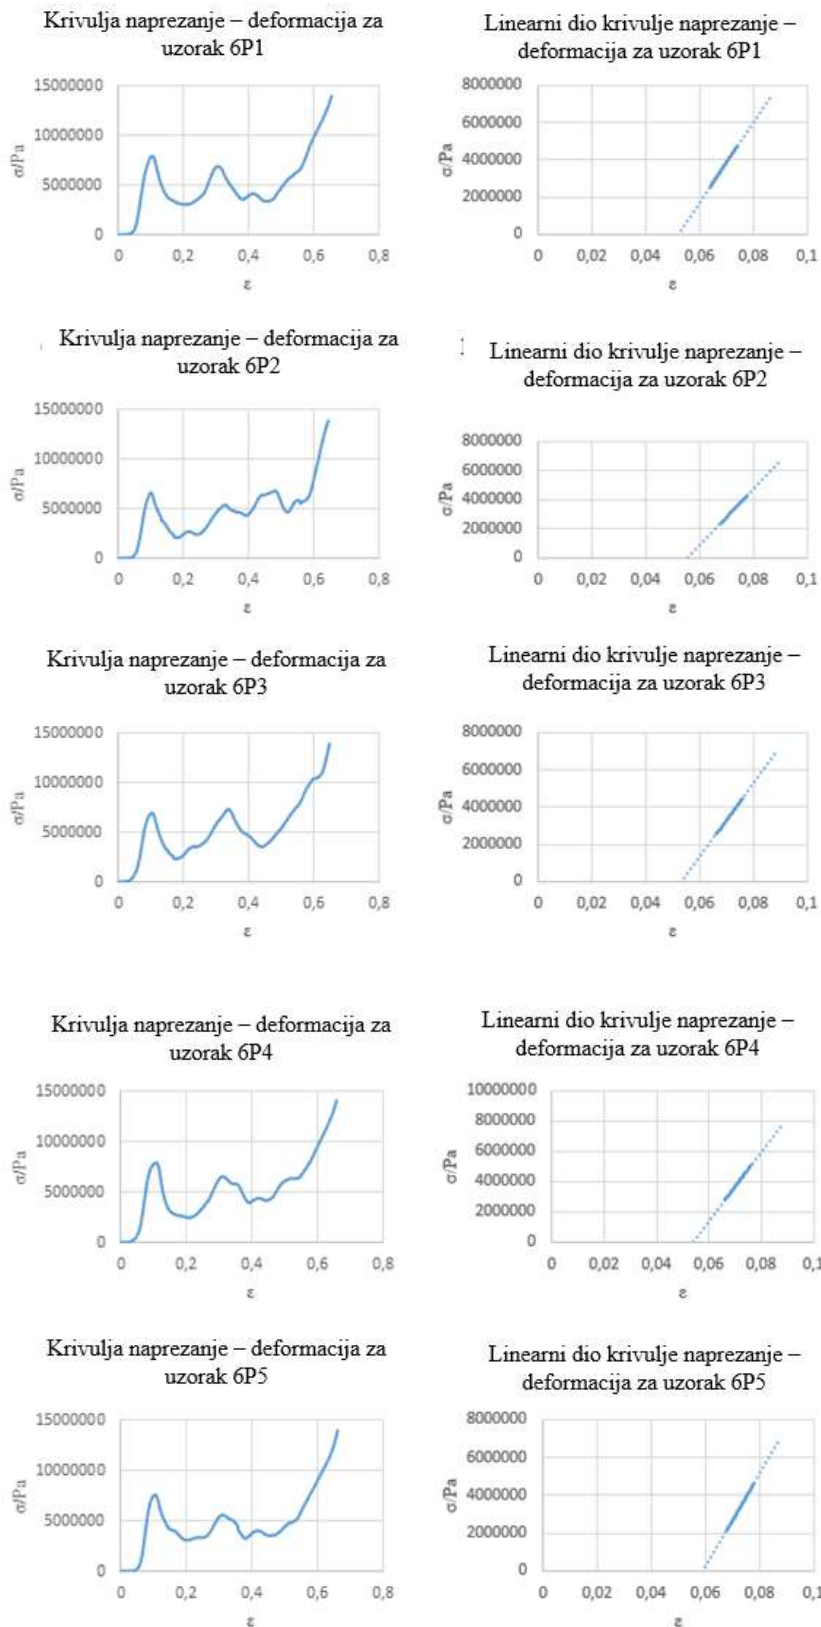 Krivulja naprezanje – deformacija za
uzorak 6P1
15000000
10000000
5000000
0
σ/Pa
0 0,2 0,4 0,6 0,8
ε
Linearni dio krivulje naprezanje –
deformacija za uzorak 6P1
8000000
6000000
4000000
2000000
0
σ/Pa
0 0,02 0,04 0,06 0,08 0,1
ε
Krivulja naprezanje – deformacija za
uzorak 6P2
15000000
10000000
5000000
0
σ/Pa
0 0,2 0,4 0,6 0,8
ε
Linearni dio krivulje naprezanje –
deformacija za uzorak 6P2
8000000
6000000
4000000
2000000
0
σ/Pa
0 0,02 0,04 0,06 0,08 0,1
ε
Krivulja naprezanje – deformacija za
uzorak 6P3
15000000
10000000
5000000
0
σ/Pa
0 0,2 0,4 0,6 0,8
ε
Linearni dio krivulje naprezanje –
deformacija za uzorak 6P3
8000000
6000000
4000000
2000000
0
σ/Pa
0 0,02 0,04 0,06 0,08 0,1
ε
Krivulja naprezanje – deformacija za
uzorak 6P4
15000000
10000000
5000000
0
σ/Pa
0 0,2 0,4 0,6 0,8
ε
Linearni dio krivulje naprezanje –
deformacija za uzorak 6P4
10000000
8000000
6000000
4000000
2000000
0
σ/Pa
0 0,02 0,04 0,06 0,08 0,1
ε
Krivulja naprezanje – deformacija za
uzorak 6P5
15000000
10000000
5000000
0
σ/Pa
0 0,2 0,4 0,6 0,8
ε
Linearni dio krivulje naprezanje –
deformacija za uzorak 6P5
8000000
6000000
4000000
2000000
0
σ/Pa
0 0,02 0,04 0,06 0,08 0,1
ε